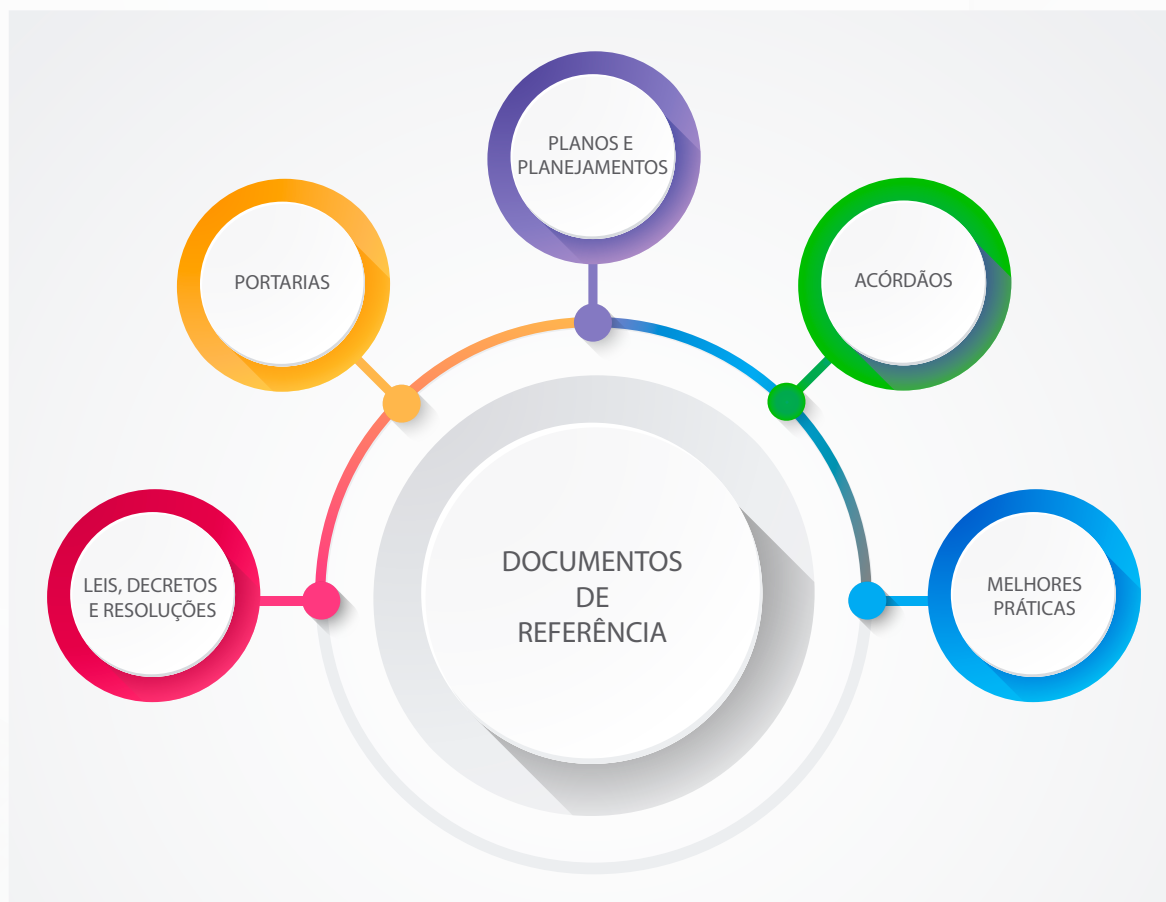 PLANOS E
PLANEJAMENTOS
PORTARIAS
ACÓRDÃOS
LEIS, DECRETOS
E RESOLUÇÕES
DOCUMENTOS
DE
REFERÊNCIA
MELHORES
PRÁTICAS